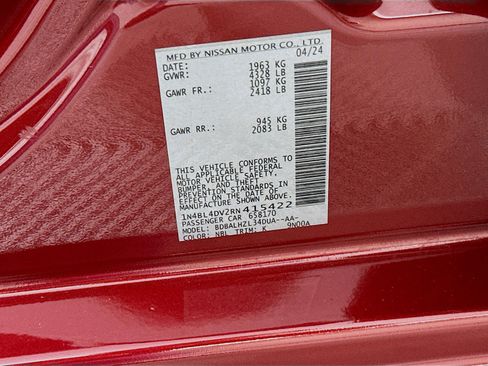 MFD BY NISSAN MOTOR CO., LTD.
04/24
DATE: 1963 KG
GVWR: 4328 LB
1097 KG
GAWR FR.: 2418 LB
945 KG
GAWR RR.: 2083 LB
THIS VEHICLE CONFORMS TO
ALL APPLICABLE FEDERAL
MOTOR VEHICLE SAFETY,
BUMPER, AND THEFT
PREVENTION STANDARDS IN
EFFECT ON THE DATE OF
MANUFACTURE SHOWN ABOVE.
1N4BL4DV2RN415422
PASSENGER CAR 658170
MODEL: BDBALHZL34DUA--AA-
COLOR: NBL TRIM: K 9N00A